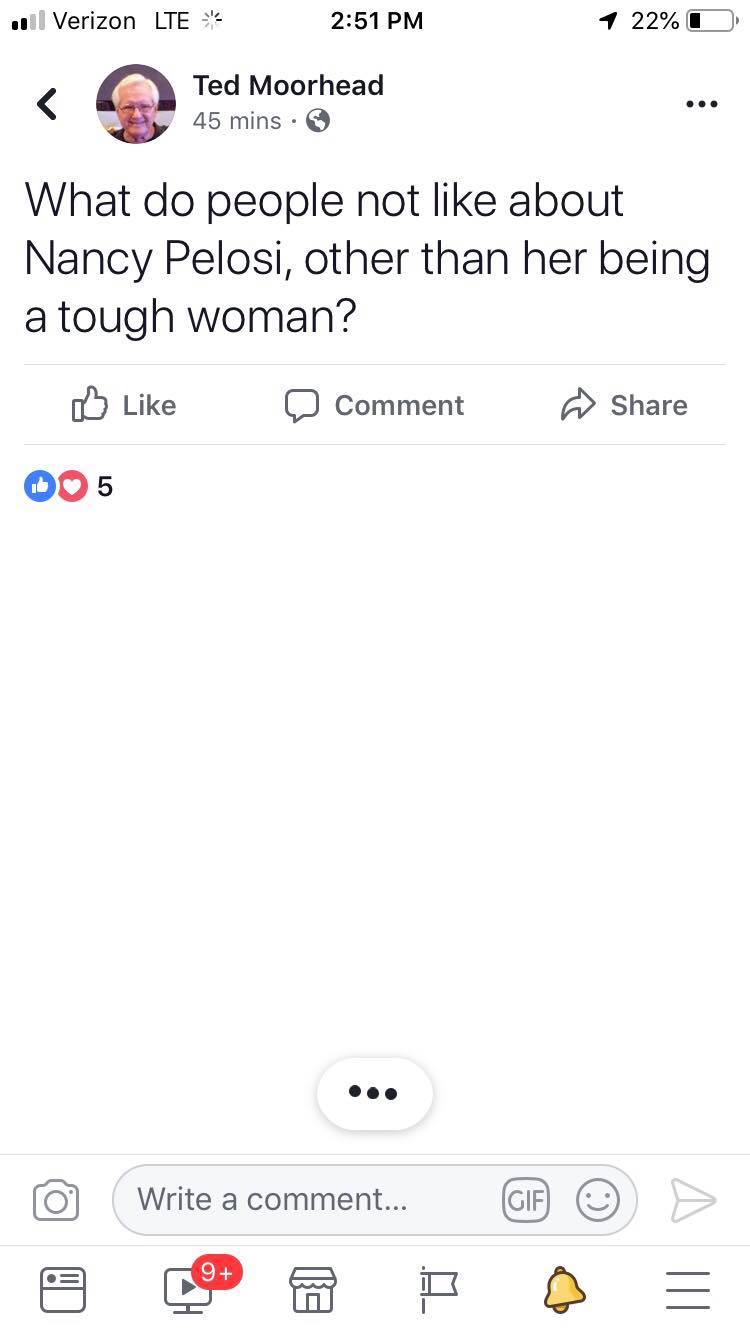 Verizon LTE 2:51 PM 22%
Ted Moorhead
45 mins ·
What do people not like about
Nancy Pelosi, other than her being
a tough woman?
Like Comment Share
5
Write a comment... GIF
9+